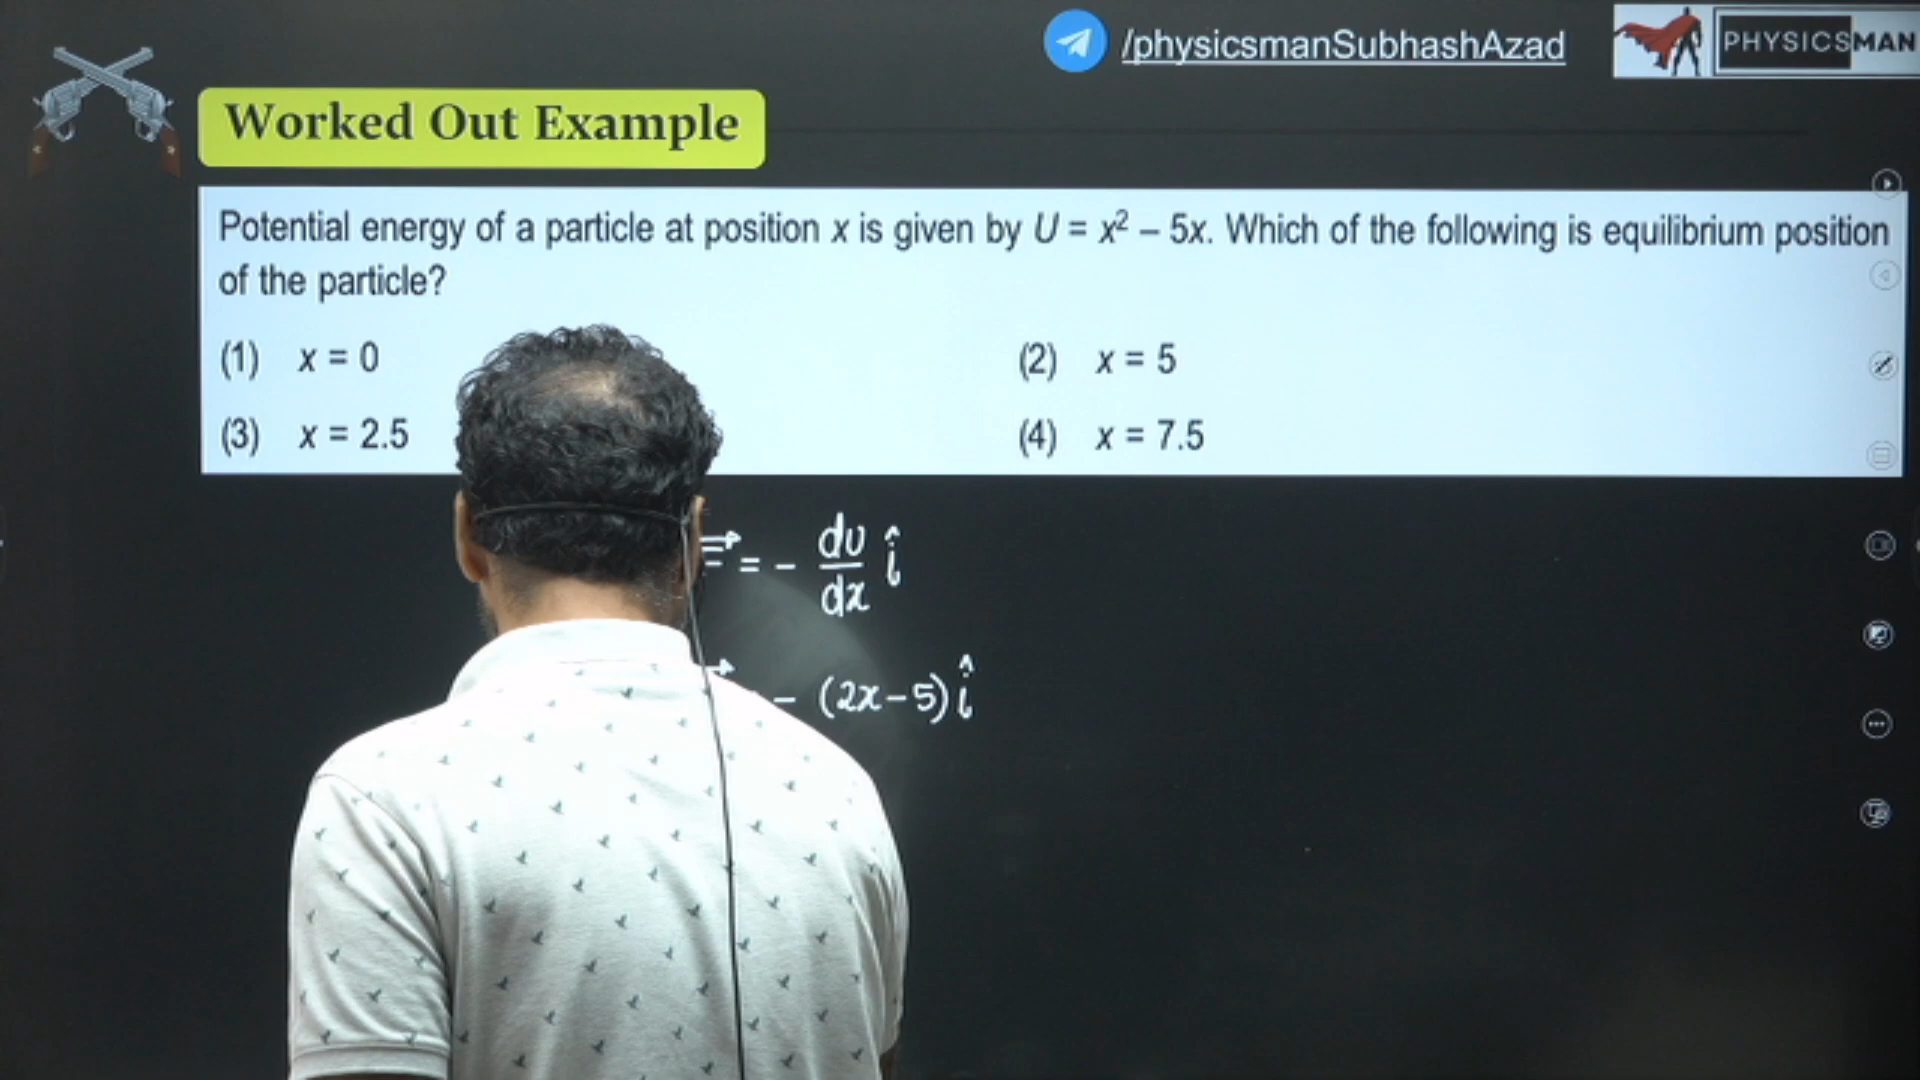 /physicsmanSubhashAzad
PHYSICSMAN
Worked Out Example
Potential energy of a particle at position x is given by U = x² – 5x. Which of the following is equilibrium position
of the particle?
(1) x = 0
(2) x = 5
(3) x = 2.5
(4) x = 7.5
= - dU/dx î
- (2x-5) î